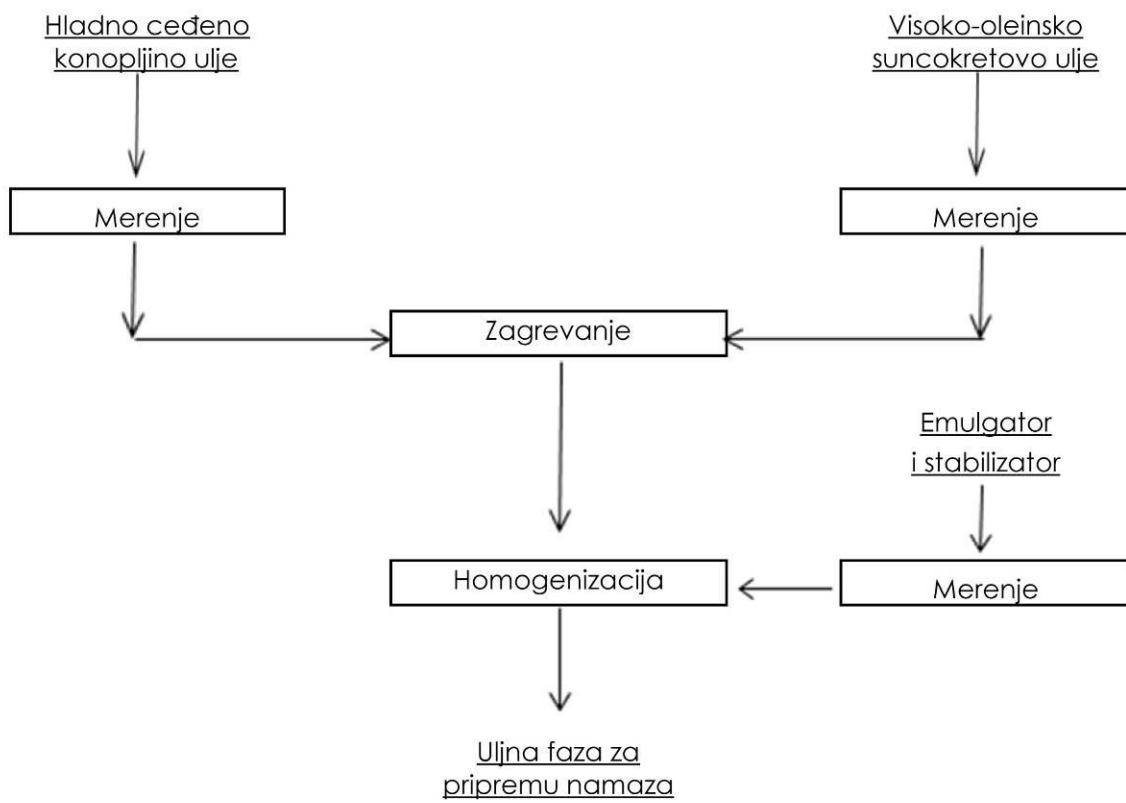 Hladno ceđeno
konopljino ulje
Visoko-oleinsko
suncokretovo ulje
Merenje
Merenje
Zagrevanje
Emulgator
i stabilizator
Homogenizacija
Merenje
Uljna faza za
pripremu namaza